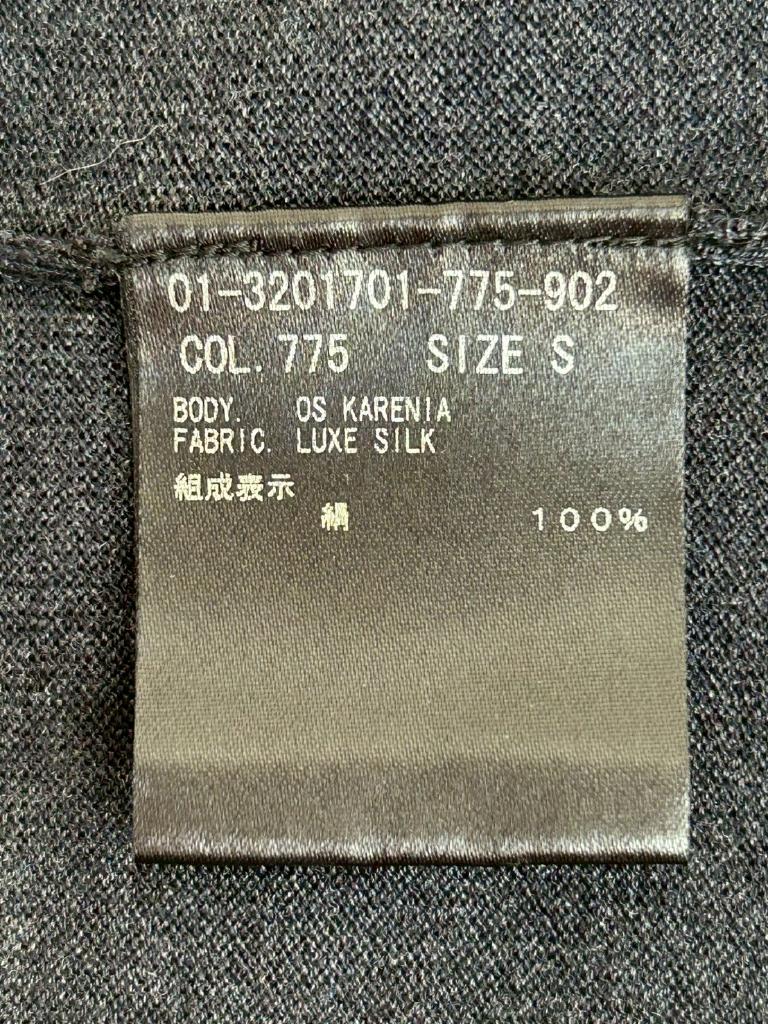 01-3201701-775-902
COL. 775 SIZE S
BODY. OS KARENIA
FABRIC. LUXE SILK
組成表示
絹 100%